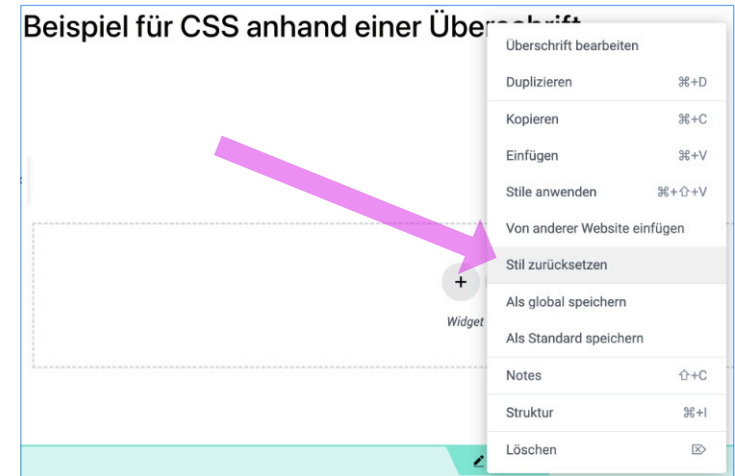 Beispiel für CSS anhand einer Überschrift
Überschrift bearbeiten
Duplizieren ⌘+D
Kopieren ⌘+C
Einfügen ⌘+V
Stile anwenden ⌘+⇧+V
Von anderer Website einfügen
Stil zurücksetzen
Als global speichern
Widget
Als Standard speichern
Notes ⇧+C
Struktur ⌘+I
Löschen ⌦